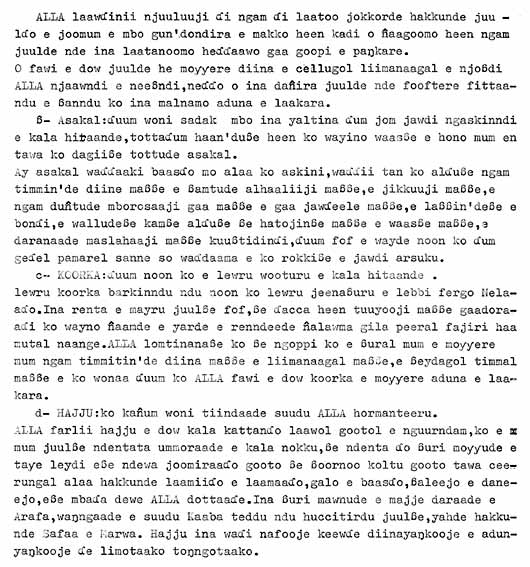 ALLA laawɗinii njuuluuji ɗi ngam ɗi laatoo jokkorde hakkunde juu -
lɗo e joomum e mbo gun'dondira e makko heen kadi o ñaagoomo heen ngam
juulde nde ina laatanoomo heɗɗaawo gaa goopi e paŋkare.
O fawi e dow juulde he moyyere diina e cellugol liimanaagal e njoɓdi
ALLA njaawndi e neeɓndi,neɗɗo o ina dañira juulde nde fooftere fittaa-
ndu e ɓanndu ko ina malnamo aduna e laakara.
ɓ- Asakal:ɗuum woni sadak mbo ina yaltina ɗum jom jawdi ngaskinndi
e kala hitaande,tottaɗum haan'duɓe heen ko wayino waasɓe e hono mum en
tawa ko dagiiɓe tottude asakal.
Ay asakal waɗɗaaki baasɗo mo alaa ko askini,waɗɗii tan ko alɗuɓe ngam
timmin'de diine maɓɓe e ɓamtude alhaaliiji maɓɓe,e jikkuuji maɓɓe,e
ngam duñtude mborosaaji gaa maɓɓe e gaa jawdeele maɓɓe,e laɓɓin'deɓe e
bonɗi,e walludeɓe kamɓe alɗuɓe ɓe hatojinɓe maɓɓe e waasɓe maɓɓe,e
daranaade maslahaaji maɓɓe kuuɓtidinɗi,ɗuum fof e wayde noon ko ɗum
geɗel pamarel sanne so waɗdaama e ko rokkiɓe e jawdi arsuku.
c- KOORKA:ɗuum noon ko e lewru wooturu e kala hitaande .
lewru koorka barkinndu ndu noon ko lewru jeenaɓuru e lebbi fergo Nela-
aɗo.Ina renta e mayru juulɓe fof,ɓe ɗacca heen tuuyooji maɓɓe gaadora-
aɗi ko wayno ñaamde e yarde e renndeede ñalawma gila peeral fajiri haa
mutal naange.ALLA lomtinanaɓe ko ɓe ngoppi ko e ɓural mum e moyyere
mum ngam timmitin'de diina maɓɓe e liimanaagal maɓɓe,e ɓeydagol timmal
maɓɓe e ko wonaa ɗuum ko ALLA fawi e dow koorka e moyyere aduna e laa-
kara.
d- HAJJU:ko kañum woni tiindaade suudu ALLA hormanteeru.
ALLA farlii hajju e dow kala kattanɗo laawol gootol e nguurndam,ko e
mum juulɓe ndentata ummoraade e kala nokku,ɓe ndenta ɗo ɓuri moyyude e
taye leydi eɓe ndewa joomiraaɗo gooto ɓe ɓoornoo koltu gooto tawa cee-
rungal alaa hakkunde laamiiɗo e laamaaɗo,galo e baasɗo,ɓaleejo e dane-
ejo,eɓe mbaɗa dewe ALLA dottaaɗe.Ina ɓuri mawnude e majje daraade e
Arafa,waŋngaade e suudu Kaaba teddu ndu huccitirdu juulɓe,yahde hakku-
nde Safaa e Marwa. Hajju ina waɗi nafooje keewɗe diinayaŋkooje e adun-
yaŋkooje ɗe limotaako toŋngotaako.